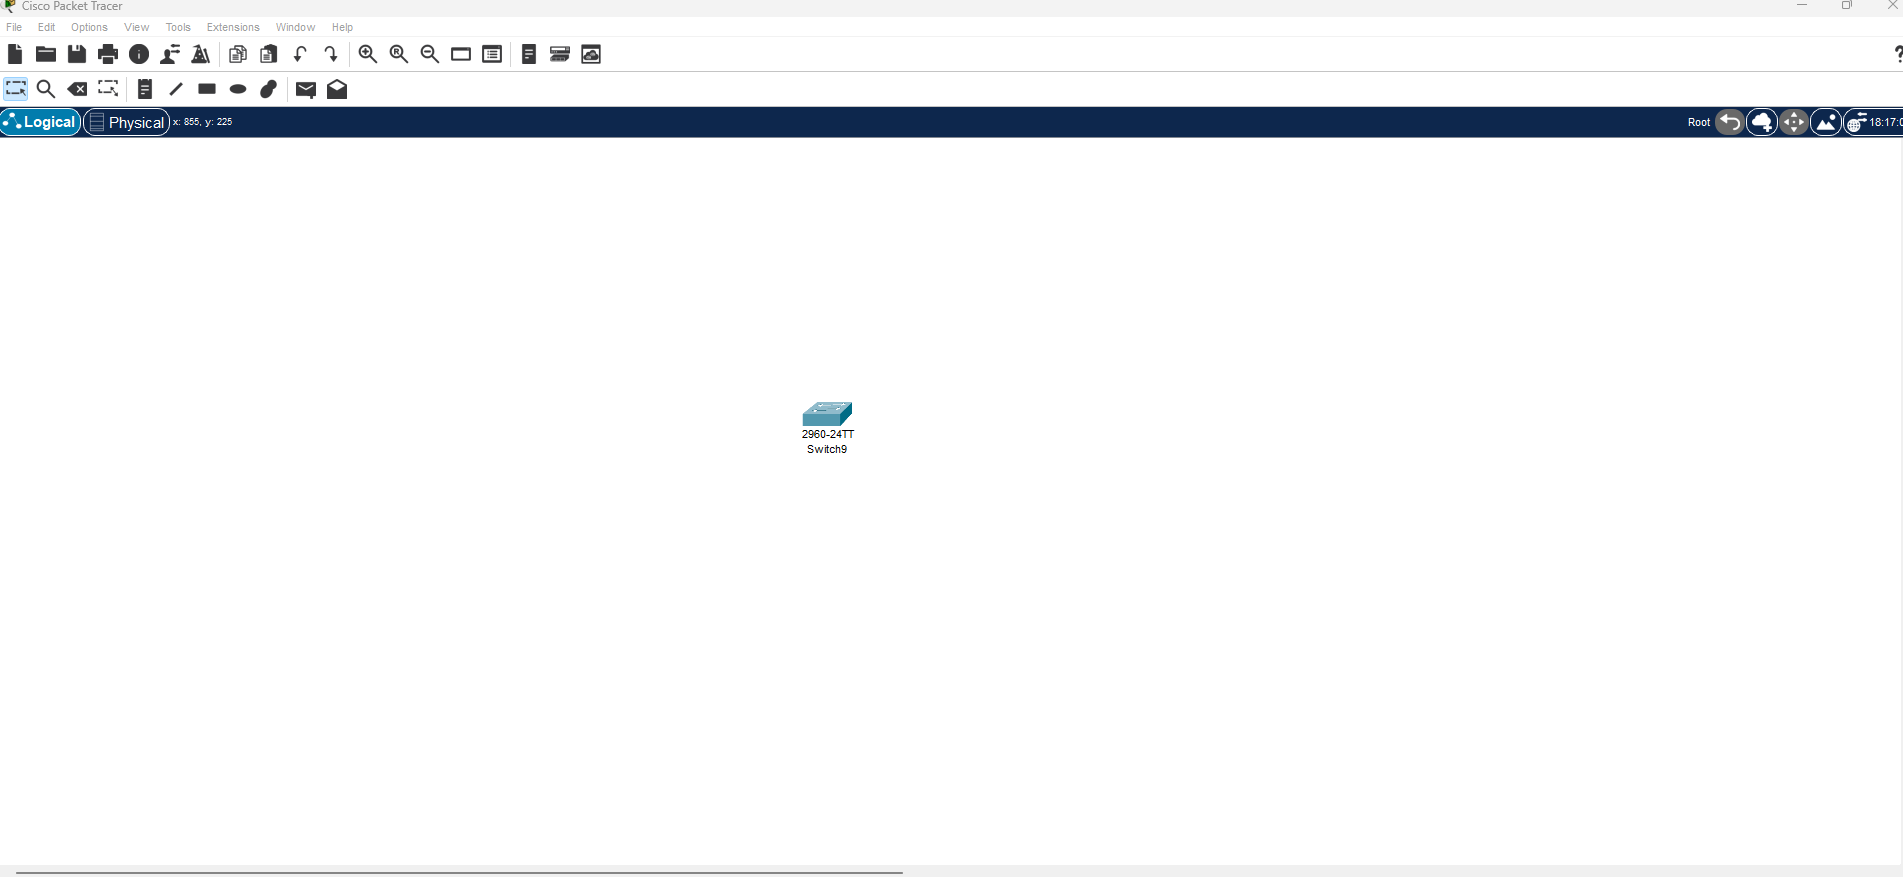 Cisco Packet Tracer
File Edit Options View Tools Extensions Window Help
Logical Physical x: 855, y: 225 Root 18:17:0
2960-24TT
Switch9